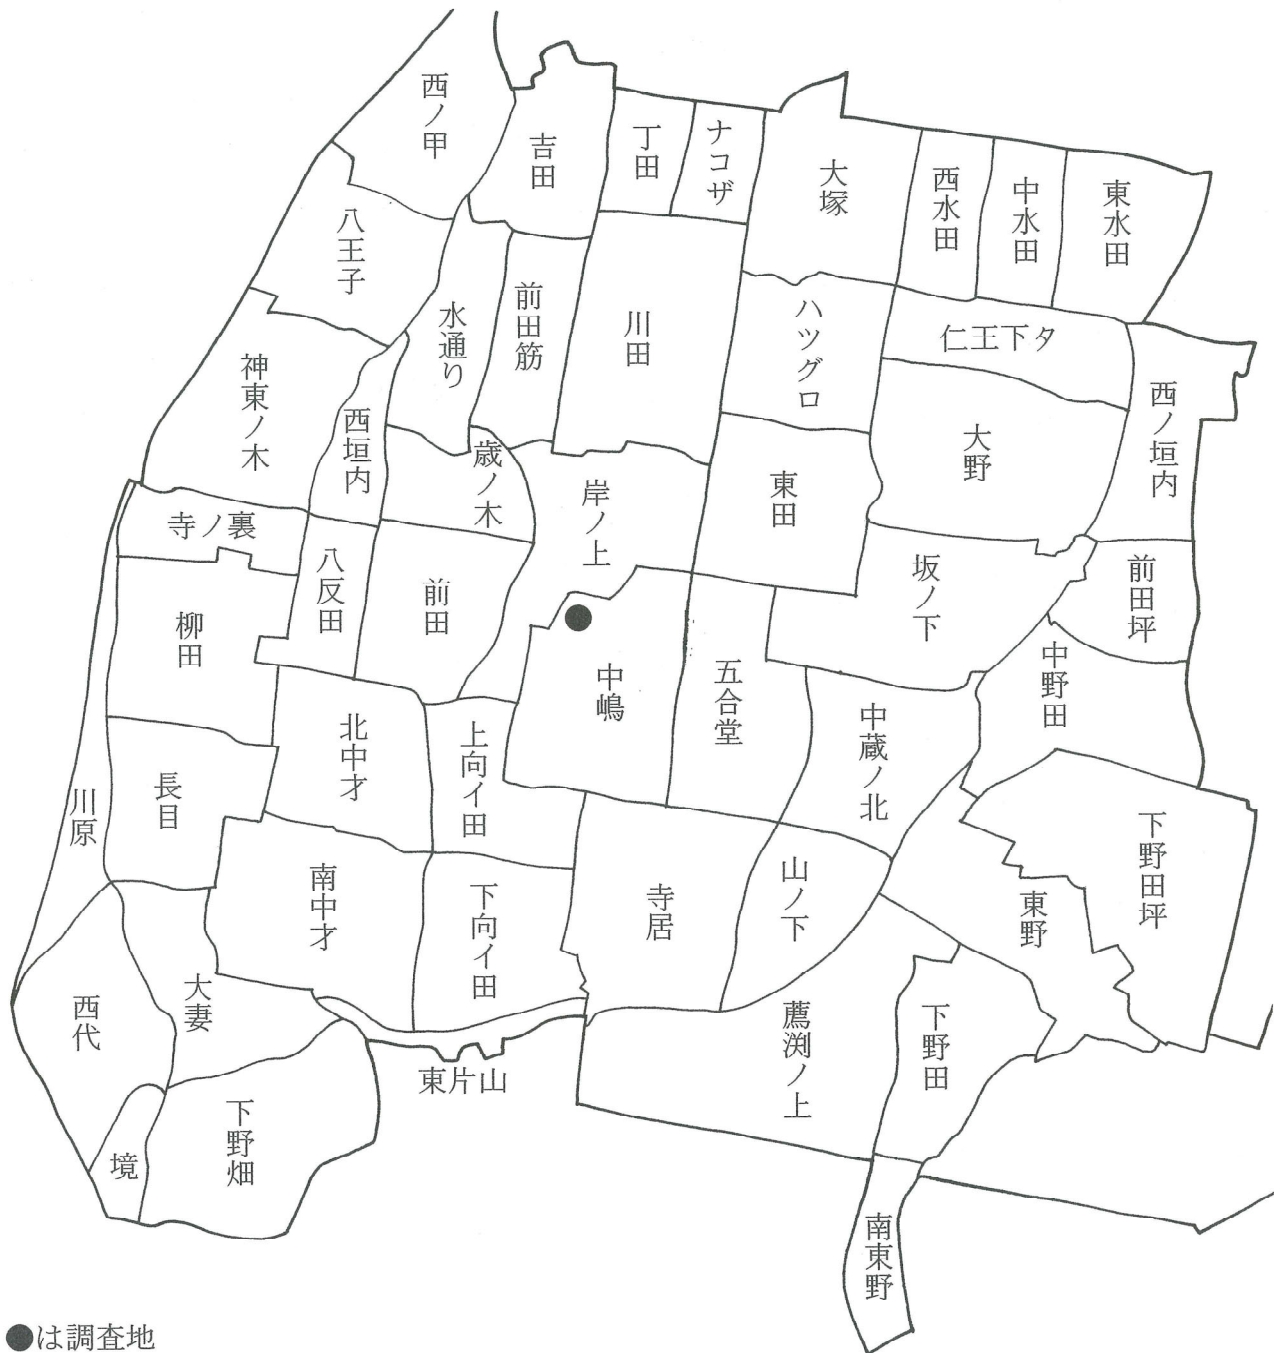 西ノ甲
吉田
丁田
ナコザ
大塚
西水田
中水田
東水田
八王子
水通り
前田筋
川田
ハツグロ
仁王下タ
神東ノ木
西垣内
歳ノ木
岸ノ上
東田
大野
西ノ垣内
寺ノ裏
八反田
前田
坂ノ下
前田坪
柳田
中嶋
五合堂
中野田
北中才
上向イ田
中蔵ノ北
川原
長目
下野田坪
南中才
下向イ田
寺居
山ノ下
東野
西代
大妻
薦渕ノ上
下野田
東片山
境
下野畑
南東野
●は調査地